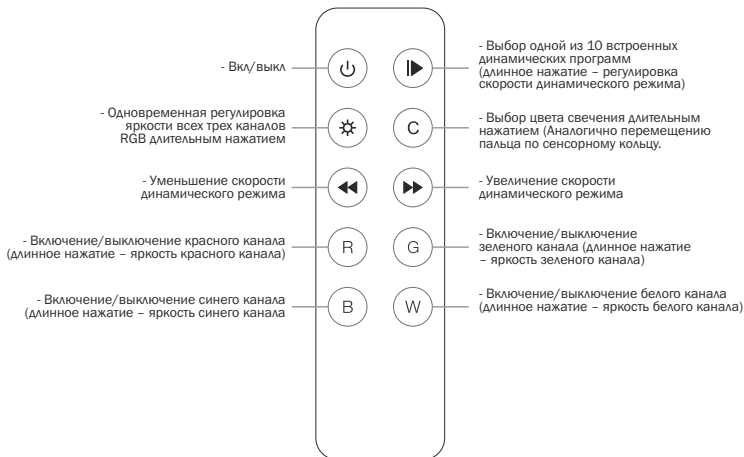 - Вкл/выкл
- Выбор одной из 10 встроенных
динамических программ
(длинное нажатие – регулировка
скорости динамического режима)
- Одновременная регулировка
яркости всех трех каналов
RGB длительным нажатием
C
- Выбор цвета свечения длительным
нажатием (Аналогично перемещению
пальца по сенсорному кольцу.
- Уменьшение скорости
динамического режима
- Увеличение скорости
динамического режима
- Включение/выключение красного канала
(длинное нажатие – яркость красного канала)
R
G
- Включение/выключение
зеленого канала (длинное нажатие
– яркость зеленого канала)
- Включение/выключение синего канала
(длинное нажатие – яркость синего канала
B
W
- Включение/выключение белого канала
(длинное нажатие – яркость белого канала)